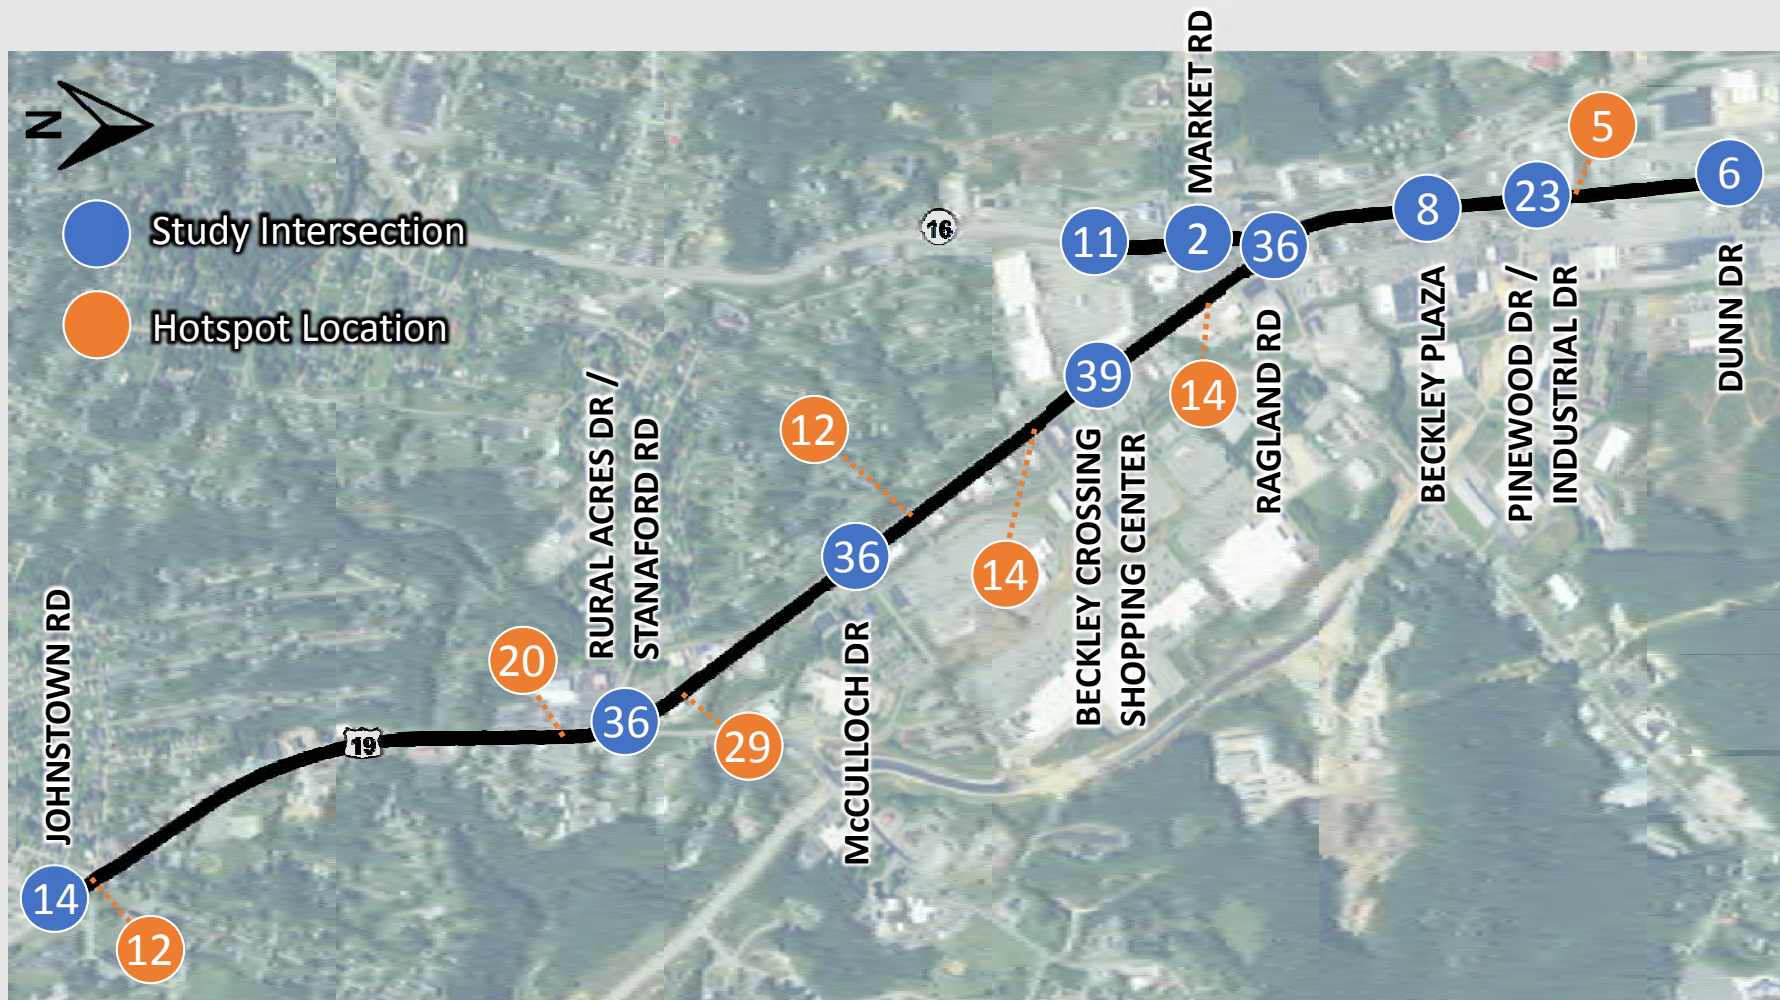 MARKET RD
N
5
6
23
8
Study Intersection
16
11
2
36
Hotspot Location
39
14
DUNN DR
BECKLEY PLAZA
PINEWOOD DR /
INDUSTRIAL DR
RAGLAND RD
12
RURAL ACRES DR /
STANAFORD RD
BECKLEY CROSSING
SHOPPING CENTER
36
14
JOHNSTOWN RD
20
36
McCULLOCH DR
19
29
14
12